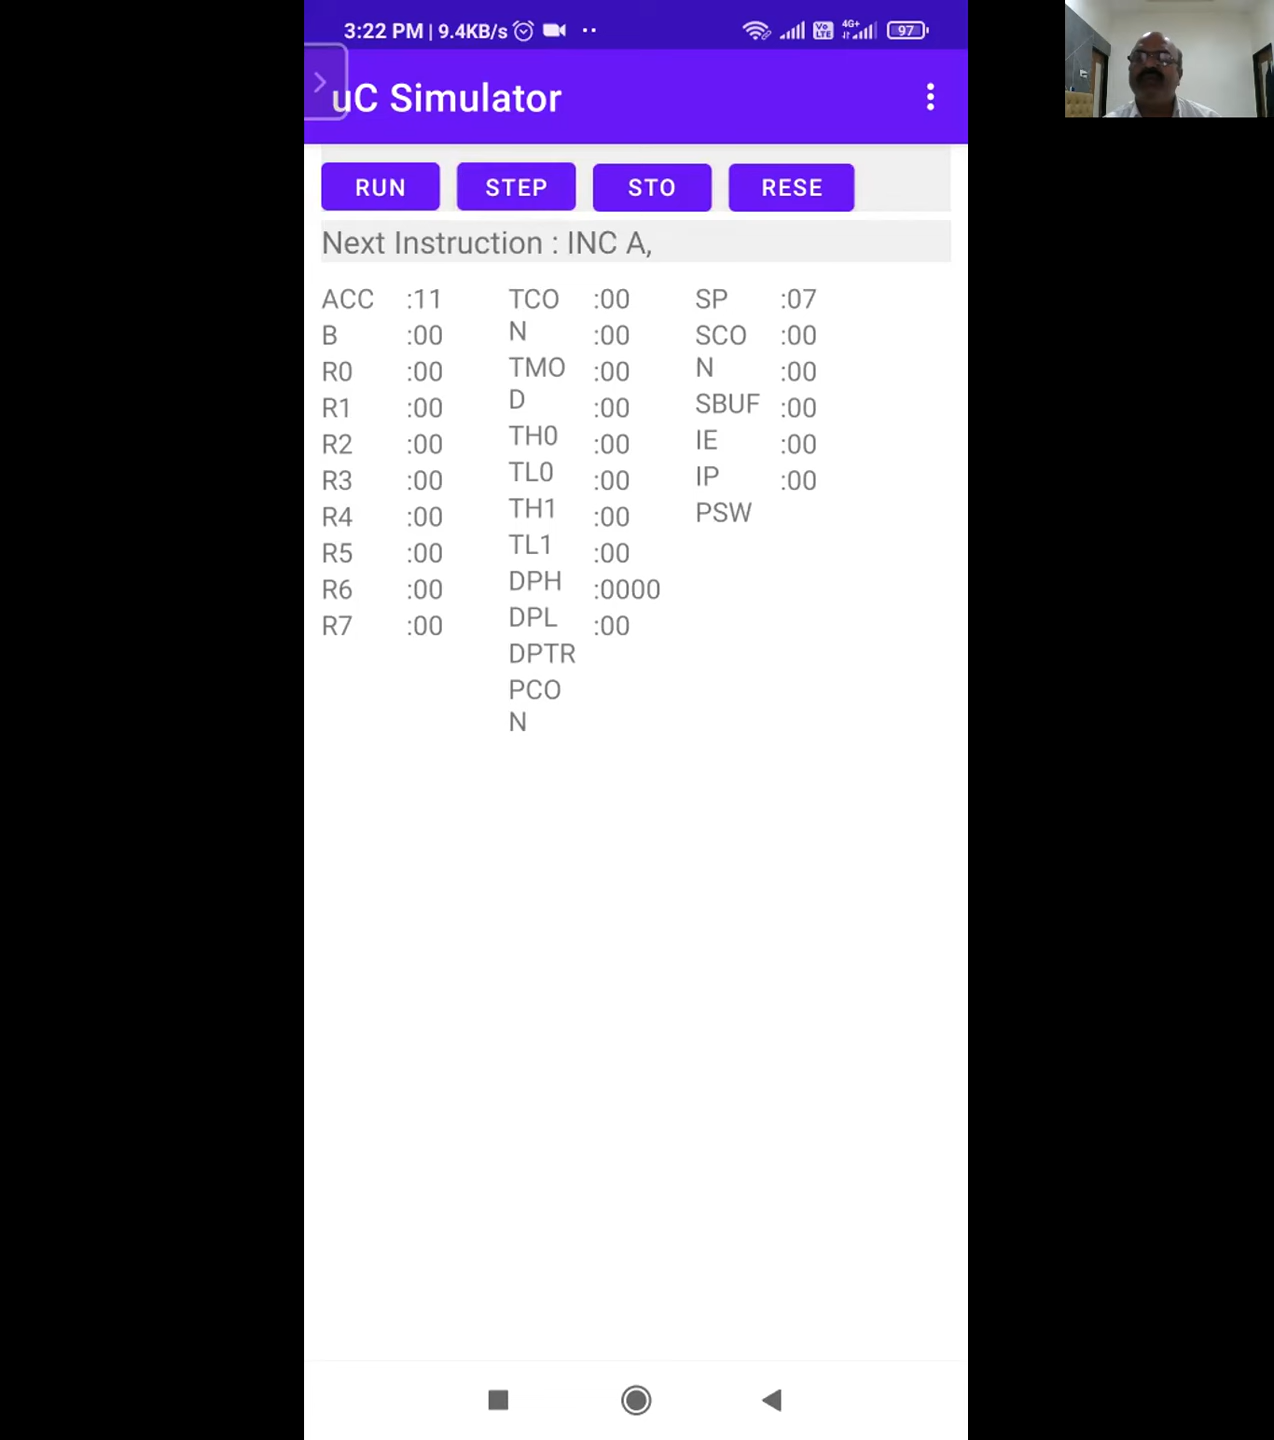 3:22 PM | 9.4KB/s
Vo LTE 4G+ 97
uC Simulator
RUN STEP STO RESE
Next Instruction : INC A,
ACC :11
B :00
R0 :00
R1 :00
R2 :00
R3 :00
R4 :00
R5 :00
R6 :00
R7 :00
TCO
N
TMO
D
TH0
TL0
TH1
TL1
DPH
DPL
DPTR
PCO
N
:00
:00
:00
:00
:00
:00
:00
:00
:0000
:00
SP
SCO
N
SBUF
IE
IP
PSW
:07
:00
:00
:00
:00
:00